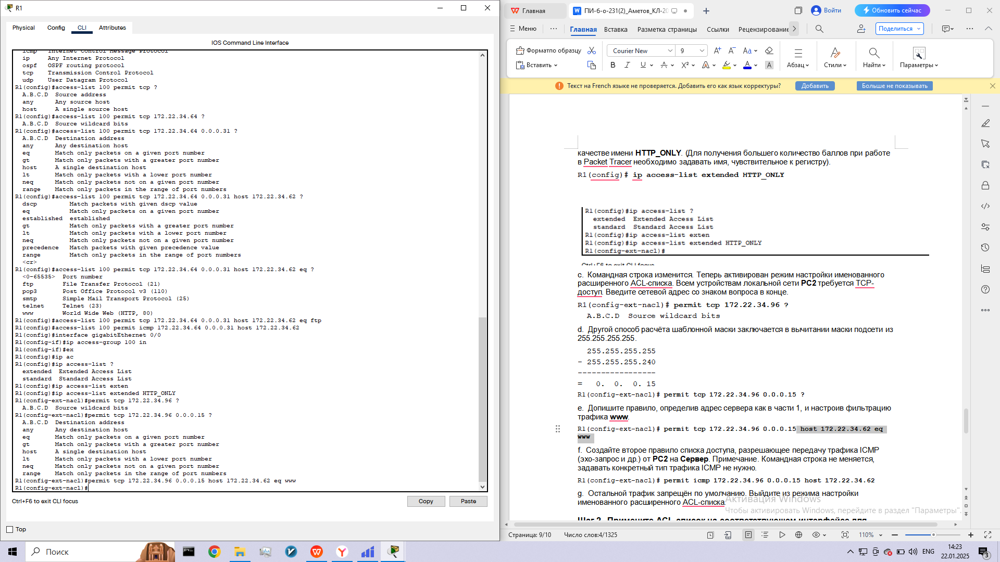 R1
Physical
Config
CLI
Attributes
IOS Command Line Interface
icmp   Internet Control Message Protocol
ip     Any Internet Protocol
ospf   OSPF routing protocol
tcp    Transmission Control Protocol
udp    User Datagram Protocol
R1(config)#access-list 100 permit tcp ?
A.B.C.D  Source address
any      Any source host
host     A single source host
R1(config)#access-list 100 permit tcp 172.22.34.64 ?
A.B.C.D  Source wildcard bits
R1(config)#access-list 100 permit tcp 172.22.34.64 0.0.0.31 ?
A.B.C.D  Destination address
any      Any destination host
eq       Match only packets on a given port number
gt       Match only packets with a greater port number
host     A single destination host
lt       Match only packets with a lower port number
neq      Match only packets not on a given port number
range    Match only packets in the range of port numbers
R1(config)#access-list 100 permit tcp 172.22.34.64 0.0.0.31 host 172.22.34.62 ?
dscp         Match packets with given dscp value
eq           Match only packets on a given port number
established  established
gt           Match only packets with a greater port number
lt           Match only packets with a lower port number
neq          Match only packets not on a given port number
precedence   Match packets with given precedence value
range        Match only packets in the range of port numbers
<cr>
R1(config)#access-list 100 permit tcp 172.22.34.64 0.0.0.31 host 172.22.34.62 eq ?
<0-65535>  Port number
ftp        File Transfer Protocol (21)
pop3       Post Office Protocol v3 (110)
smtp       Simple Mail Transport Protocol (25)
telnet     Telnet (23)
www        World Wide Web (HTTP, 80)
R1(config)#access-list 100 permit tcp 172.22.34.64 0.0.0.31 host 172.22.34.62 eq ftp
R1(config)#access-list 100 permit icmp 172.22.34.64 0.0.0.31 host 172.22.34.62
R1(config)#interface gigabitEthernet 0/0
R1(config-if)#ip access-group 100 in
R1(config-if)#ex
R1(config)#ip ac
R1(config)#ip access-list ?
extended  Extended Access List
standard  Standard Access List
R1(config)#ip access-list exten
R1(config)#ip access-list extended HTTP_ONLY
R1(config-ext-nacl)#permit tcp 172.22.34.96 ?
A.B.C.D  Source wildcard bits
R1(config-ext-nacl)#permit tcp 172.22.34.96 0.0.0.15 ?
A.B.C.D  Destination address
any      Any destination host
eq       Match only packets on a given port number
gt       Match only packets with a greater port number
host     A single destination host
lt       Match only packets with a lower port number
neq      Match only packets not on a given port number
range    Match only packets in the range of port numbers
R1(config-ext-nacl)#permit tcp 172.22.34.96 0.0.0.15 host 172.22.34.62 eq www
R1(config-ext-nacl)#
Ctrl+F6 to exit CLI focus
Copy
Paste
Top
Главная
ПИ-б-о-231(2)_Аметов_КЛ-20
Войти
Обновить сейчас
Меню
Главная
Вставка
Разметка страницы
Ссылки
Рецензирование
Поделиться
Формат по образцу
Вставить
Courier New
9
Абзац
Стили
Найти
Параметры
Текст на French языке не проверяется. Добавить его как язык корректуры?
Добавить
Больше не показывать
качестве имени HTTP_ONLY. (Для получения большего количество баллов при работе
в Packet Tracer необходимо задавать имя, чувствительное к регистру).
R1(config)# ip access-list extended HTTP_ONLY
R1(config)#ip access-list ?
extended  Extended Access List
standard  Standard Access List
R1(config)#ip access-list exten
R1(config)#ip access-list extended HTTP_ONLY
R1(config-ext-nacl)#
Ctrl+F6 to exit CLI focus
c. Командная строка изменится. Теперь активирован режим настройки именованного
расширенного ACL-списка. Всем устройствам локальной сети PC2 требуется TCP-
доступ. Введите сетевой адрес со знаком вопроса в конце.
R1(config-ext-nacl)# permit tcp 172.22.34.96 ?
A.B.C.D  Source wildcard bits
d. Другой способ расчёта шаблонной маски заключается в вычитании маски подсети из
255.255.255.255.
255.255.255.255
- 255.255.255.240
-----------------
=   0.  0.  0. 15
R1(config-ext-nacl)# permit tcp 172.22.34.96 0.0.0.15 ?
e. Допишите правило, определив адрес сервера как в части 1, и настроив фильтрацию
трафика www.
R1(config-ext-nacl)# permit tcp 172.22.34.96 0.0.0.15 host 172.22.34.62 eq
www
f. Создайте второе правило списка доступа, разрешающее передачу трафика ICMP
(эхо-запрос и др.) от PC2 на Сервер. Примечание. Командная строка не меняется,
задавать конкретный тип трафика ICMP не нужно.
R1(config-ext-nacl)# permit icmp 172.22.34.96 0.0.0.15 host 172.22.34.62
g. Остальной трафик запрещён по умолчанию. Выйдите из режима настройки
именованного расширенного ACL-списка.
Активация Windows
Чтобы активировать Windows, перейдите в раздел "Параметры".
Шаг 2. Примените ACL-список на соответствующем интерфейсе для
Страница: 9/10
Число слов:4/1325
110%
Поиск
ENG
14:23
22.01.2025
3